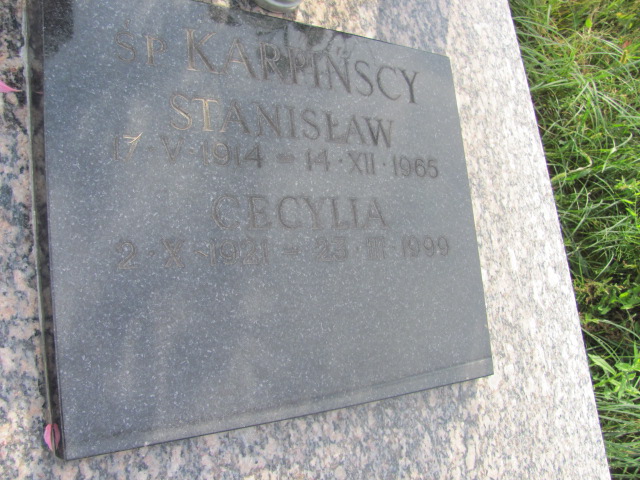 ŚP KARPIŃSCY
STANISŁAW
17 · V · 1914 - 14 · XII · 1965
CECYLIA
2 · X · 1921 - 23 · III · 1999